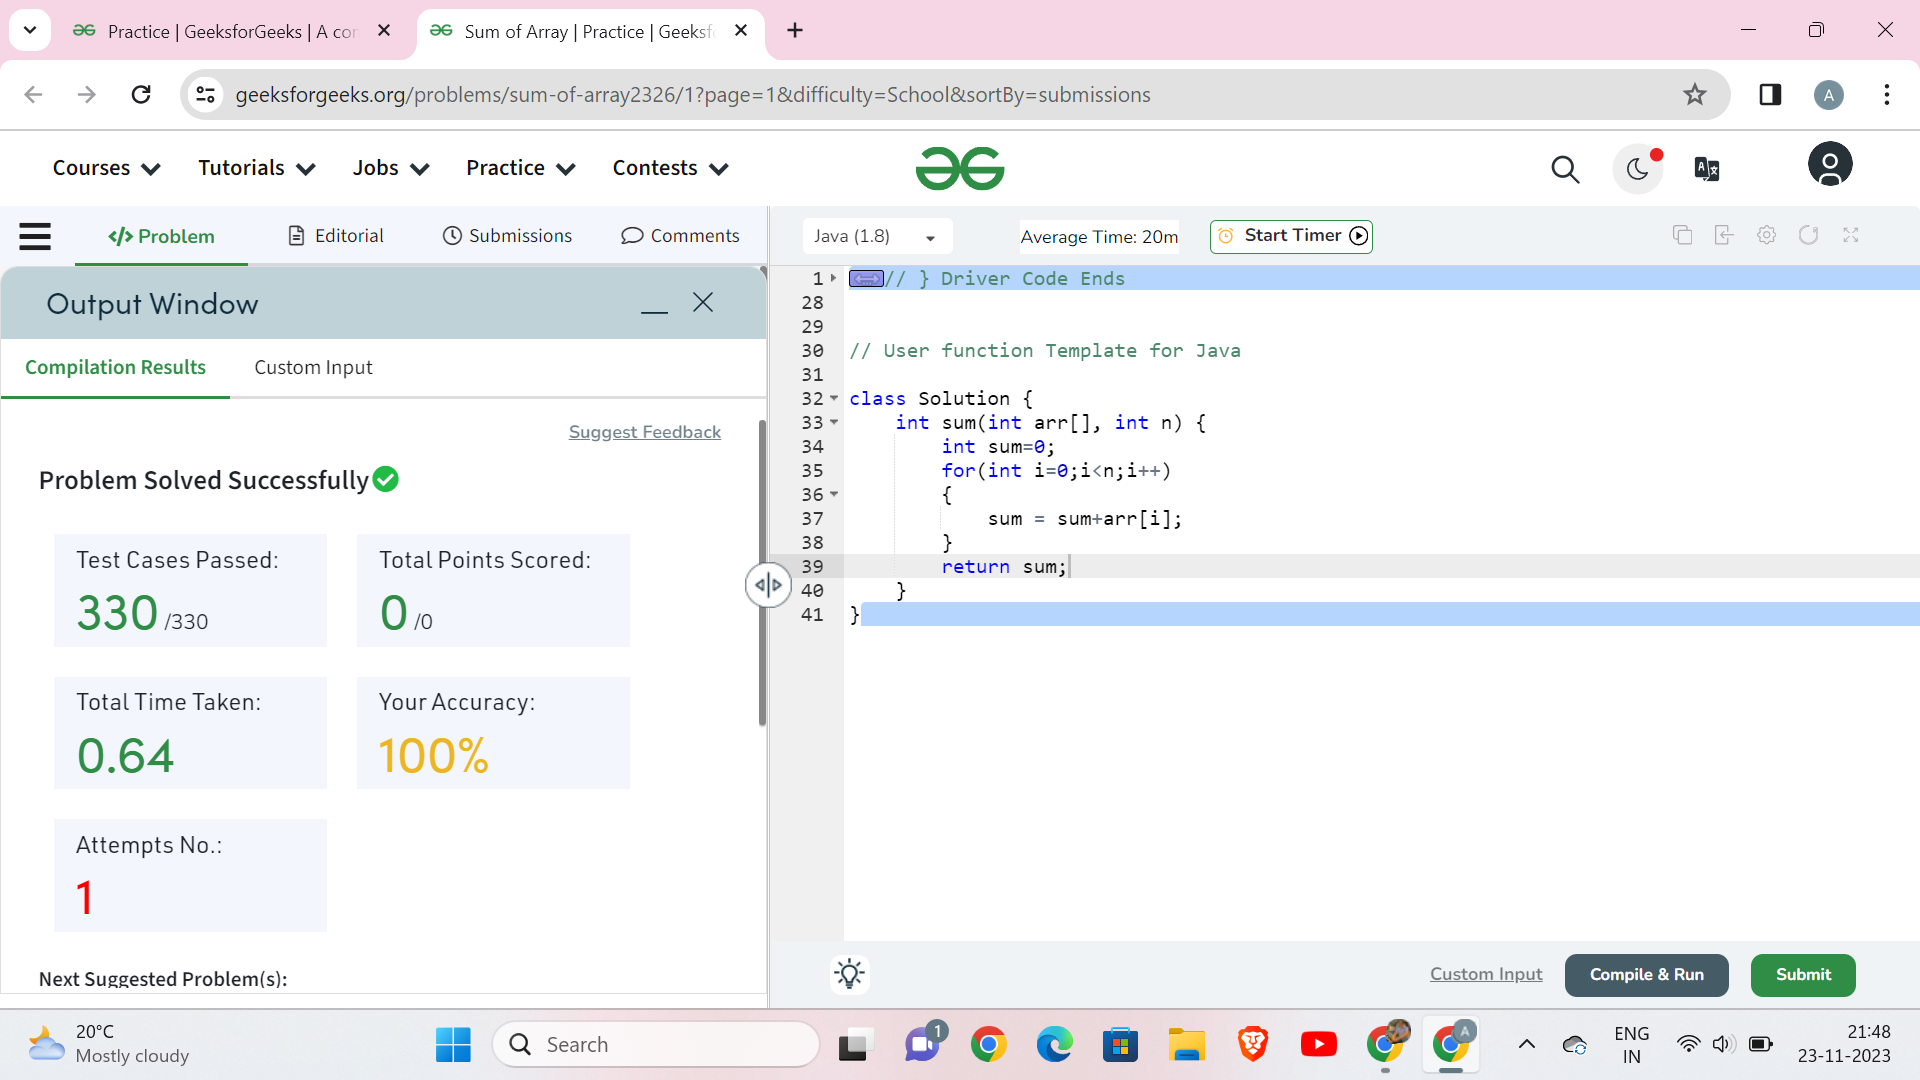 Practice | GeeksforGeeks | A co
Sum of Array | Practice | Geeksf
geeksforgeeks.org/problems/sum-of-array2326/1?page=1&difficulty=School&sortBy=submissions
A
Courses
Tutorials
Jobs
Practice
Contests
</> Problem
Editorial
Submissions
Comments
Java (1.8)
Average Time: 20m
Start Timer
Output Window
Compilation Results
Custom Input
Suggest Feedback
Problem Solved Successfully
Test Cases Passed:
330 /330
Total Points Scored:
0 /0
Total Time Taken:
0.64
Your Accuracy:
100%
Attempts No.:
1
Next Suggested Problem(s):
1 // } Driver Code Ends
28
29
30 // User function Template for Java
31
32 class Solution {
33 int sum(int arr[], int n) {
34 int sum=0;
35 for(int i=0;i<n;i++)
36 {
37 sum = sum+arr[i];
38 }
39 return sum;
40 }
41 }
Custom Input
Compile & Run
Submit
20°C
Mostly cloudy
Search
1
A
ENG
IN
21:48
23-11-2023